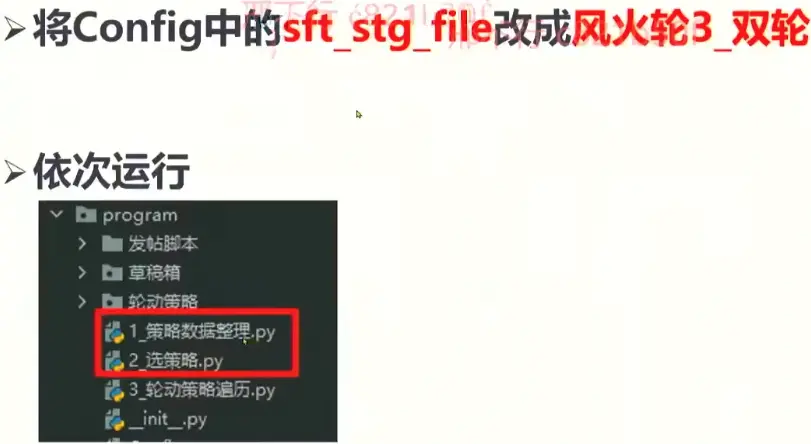 将Config中的sft_stg_file改成风火轮3_双轮
依次运行
program
发帖脚本
草稿箱
轮动策略
1_策略数据整理.py
2_选策略.py
3_轮动策略遍历.py
__init__.py